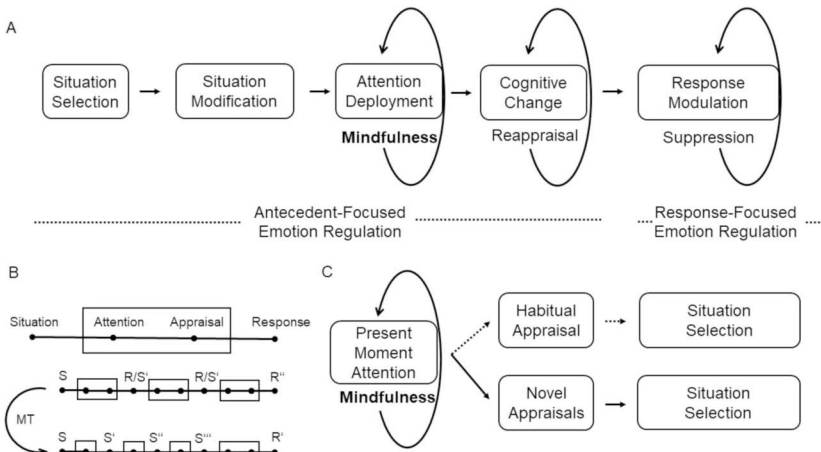 A
Situation
Selection
Situation
Modification
Attention
Deployment
Mindfulness
Cognitive
Change
Reappraisal
Response
Modulation
Suppression
Antecedent-Focused
Emotion Regulation
Response-Focused
Emotion Regulation
B
Situation Attention Appraisal Response
S R/S‘ R/S‘ R‘‘
MT
S S‘ S‘‘ S‘‘‘ R‘
C
Present
Moment
Attention
Mindfulness
Habitual
Appraisal
Situation
Selection
Novel
Appraisals
Situation
Selection